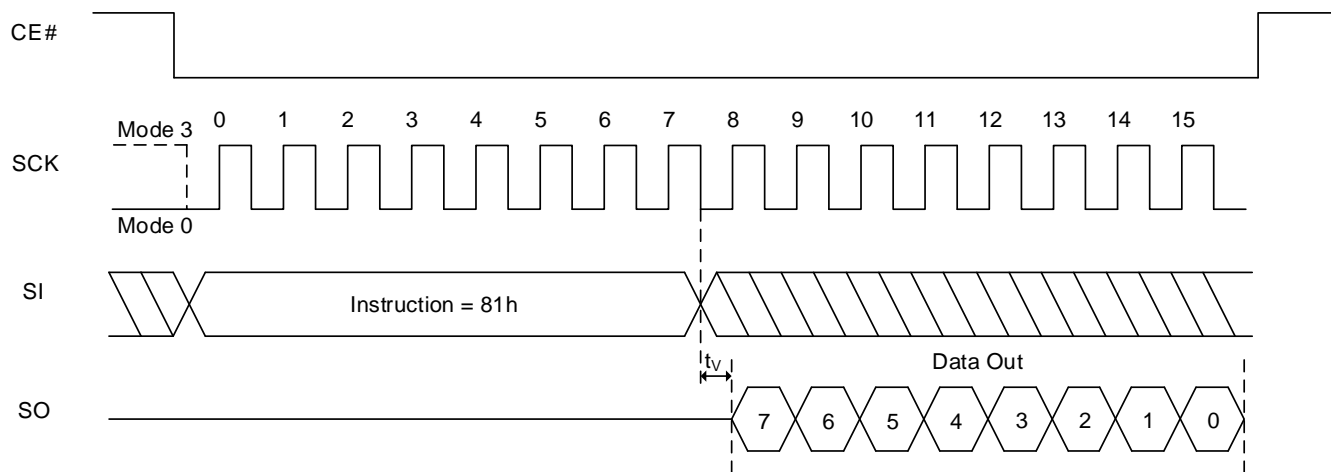 CE#
0 1 2 3 4 5 6 7 8 9 10 11 12 13 14 15
Mode 3
SCK
Mode 0
SI
Instruction = 81h
tV
Data Out
SO
7 6 5 4 3 2 1 0